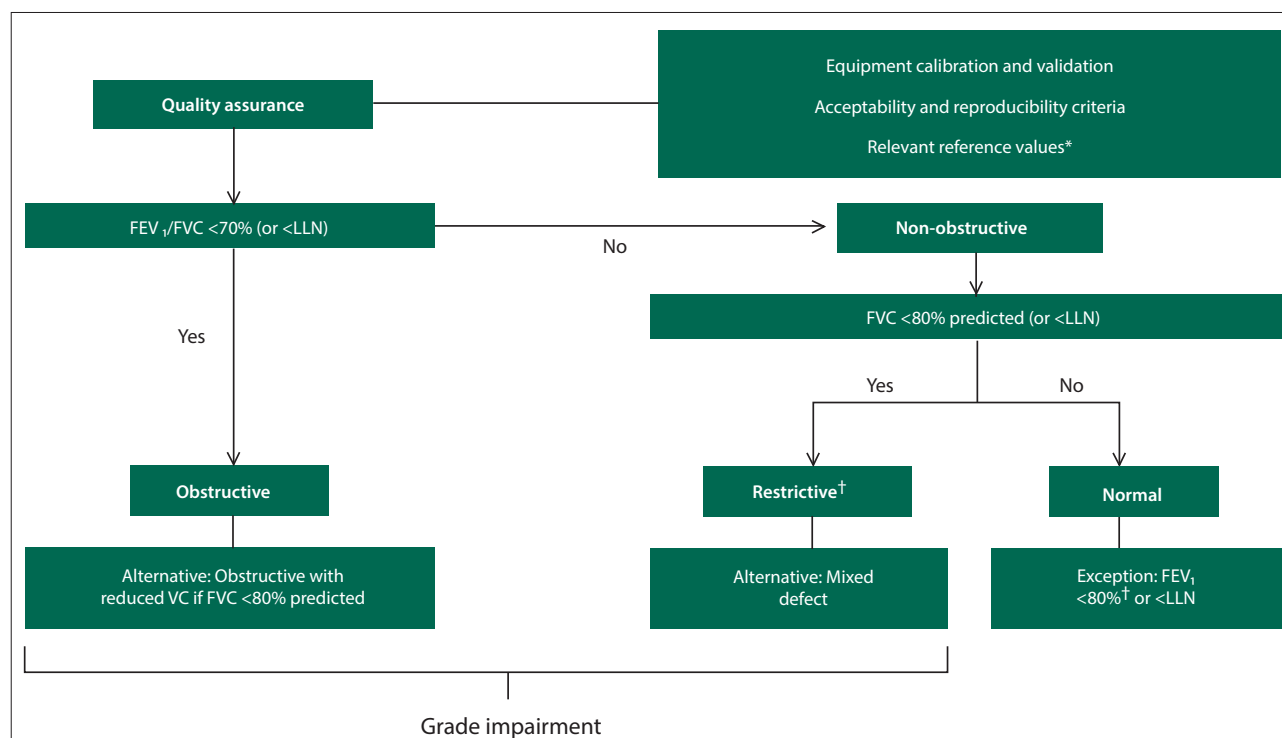 Equipment calibration and validation
Quality assurance
Acceptability and reproducibility criteria
Relevant reference values*
FEV₁/FVC <70% (or <LLN)
No
Non-obstructive
FVC <80% predicted (or <LLN)
Yes
Yes
No
Obstructive
Restrictive†
Normal
Alternative: Obstructive with
reduced VC if FVC <80% predicted
Alternative: Mixed
defect
Exception: FEV₁
<80%† or <LLN
Grade impairment